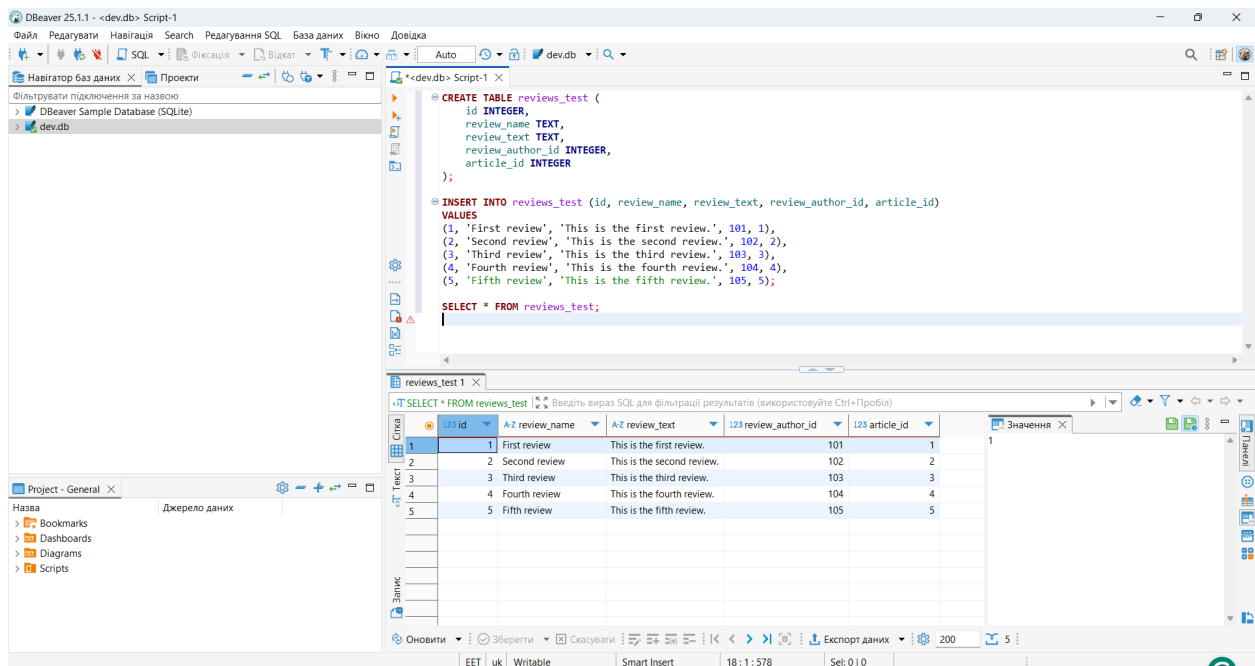 DBeaver 25.1.1 - <dev.db> Script-1
Файл Редагувати Навігація Search Редагування SQL База даних Вікно Довідка
SQL Фіксація Відкат Auto dev.db
Навігатор баз даних Проекти
Фільтрувати підключення за назвою
DBeaver Sample Database (SQLite)
dev.db
*<dev.db> Script-1
CREATE TABLE reviews_test (
id INTEGER,
review_name TEXT,
review_text TEXT,
review_author_id INTEGER,
article_id INTEGER
);
INSERT INTO reviews_test (id, review_name, review_text, review_author_id, article_id)
VALUES
(1, 'First review', 'This is the first review.', 101, 1),
(2, 'Second review', 'This is the second review.', 102, 2),
(3, 'Third review', 'This is the third review.', 103, 3),
(4, 'Fourth review', 'This is the fourth review.', 104, 4),
(5, 'Fifth review', 'This is the fifth review.', 105, 5);
SELECT * FROM reviews_test;
Project - General
Назва Джерело даних
Bookmarks
Dashboards
Diagrams
Scripts
reviews_test 1
SELECT * FROM reviews_test Введіть вираз SQL для фільтрації результатів (використовуйте Ctrl+Пробіл)
Сітка
Текст
Запис
123 id A-Z review_name A-Z review_text 123 review_author_id 123 article_id
1 1 First review This is the first review. 101 1
2 2 Second review This is the second review. 102 2
3 3 Third review This is the third review. 103 3
4 4 Fourth review This is the fourth review. 104 4
5 5 Fifth review This is the fifth review. 105 5
Значення
1
Панелі
Оновити Зберегти Скасувати Експорт даних 200 5
EET uk Writable Smart Insert 18 : 1 : 578 Sel: 0 | 0